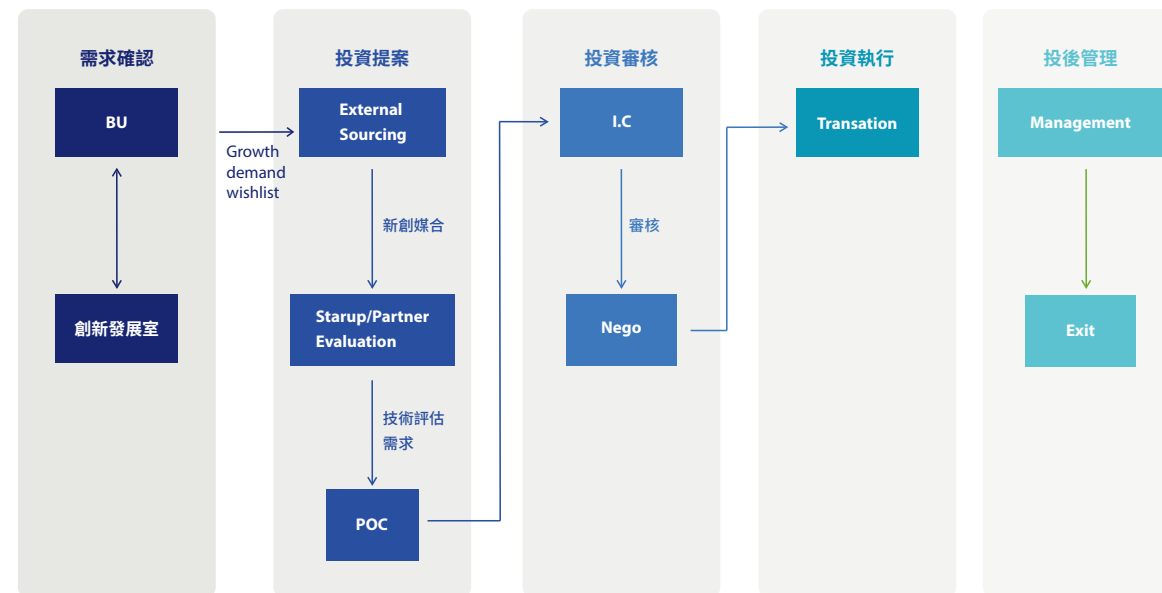 需求確認
BU
創新發展室
Growth
demand
wishlist
投資提案
External
Sourcing
新創媒合
Starup/Partner
Evaluation
技術評估
需求
POC
投資審核
I.C
審核
Nego
投資執行
Transation
投後管理
Management
Exit